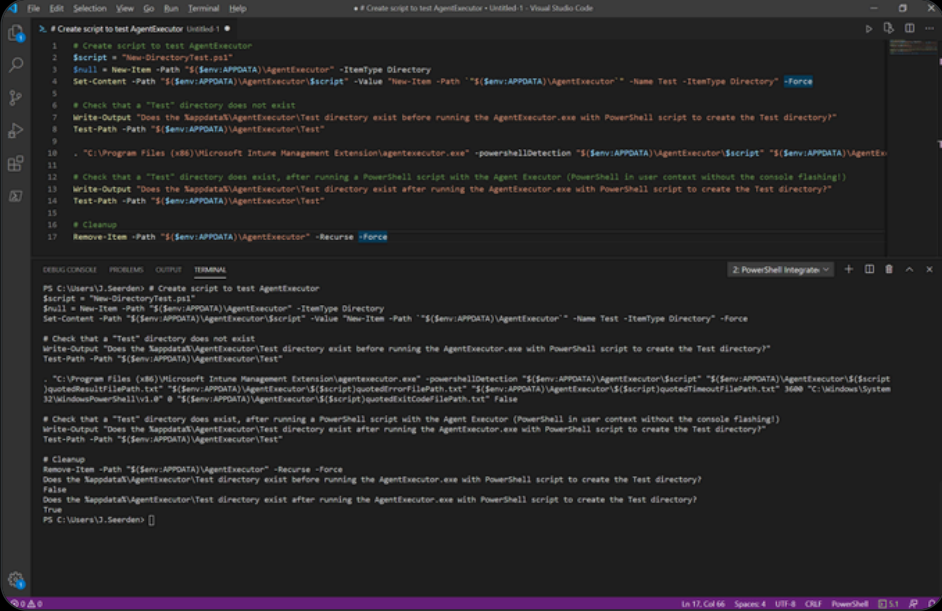 File Edit Selection View Go Run Terminal Help
● # Create script to test AgentExecutor • Untitled-1 - Visual Studio Code
# Create script to test AgentExecutor Untitled-1 ●
1 # Create script to test AgentExecutor
2 $script = "New-DirectoryTest.ps1"
3 $null = New-Item -Path "$($env:APPDATA)\AgentExecutor" -ItemType Directory
4 Set-Content -Path "$($env:APPDATA)\AgentExecutor\$script" -Value "New-Item -Path `"$($env:APPDATA)\AgentExecutor`" -Name Test -ItemType Directory" -Force
5
6 # Check that a "Test" directory does not exist
7 Write-Output "Does the %appdata%\AgentExecutor\Test directory exist before running the AgentExecutor.exe with PowerShell script to create the Test directory?"
8 Test-Path -Path "$($env:APPDATA)\AgentExecutor\Test"
9
10 . "C:\Program Files (x86)\Microsoft Intune Management Extension\agentexecutor.exe" -powershellDetection "$($env:APPDATA)\AgentExecutor\$script" "$($env:APPDATA)\AgentEx
11
12 # Check that a "Test" directory does exist, after running a PowerShell script with the Agent Executor (PowerShell in user context without the console flashing!)
13 Write-Output "Does the %appdata%\AgentExecutor\Test directory exist after running the AgentExecutor.exe with PowerShell script to create the Test directory?"
14 Test-Path -Path "$($env:APPDATA)\AgentExecutor\Test"
15
16 # Cleanup
17 Remove-Item -Path "$($env:APPDATA)\AgentExecutor" -Recurse -Force
DEBUG CONSOLE PROBLEMS OUTPUT TERMINAL
2: PowerShell Integrate
PS C:\Users\J.Seerden> # Create script to test AgentExecutor
$script = "New-DirectoryTest.ps1"
$null = New-Item -Path "$($env:APPDATA)\AgentExecutor" -ItemType Directory
Set-Content -Path "$($env:APPDATA)\AgentExecutor\$script" -Value "New-Item -Path `"$($env:APPDATA)\AgentExecutor`" -Name Test -ItemType Directory" -Force
# Check that a "Test" directory does not exist
Write-Output "Does the %appdata%\AgentExecutor\Test directory exist before running the AgentExecutor.exe with PowerShell script to create the Test directory?"
Test-Path -Path "$($env:APPDATA)\AgentExecutor\Test"
. "C:\Program Files (x86)\Microsoft Intune Management Extension\agentexecutor.exe" -powershellDetection "$($env:APPDATA)\AgentExecutor\$script" "$($env:APPDATA)\AgentExecutor\$($script
)quotedResultFilePath.txt" "$($env:APPDATA)\AgentExecutor\$($script)quotedErrorFilePath.txt" "$($env:APPDATA)\AgentExecutor\$($script)quotedTimeoutFilePath.txt" 3600 "C:\Windows\System
32\WindowsPowerShell\v1.0" 0 "$($env:APPDATA)\AgentExecutor\$($script)quotedExitCodeFilePath.txt" False
# Check that a "Test" directory does exist, after running a PowerShell script with the Agent Executor (PowerShell in user context without the console flashing!)
Write-Output "Does the %appdata%\AgentExecutor\Test directory exist after running the AgentExecutor.exe with PowerShell script to create the Test directory?"
Test-Path -Path "$($env:APPDATA)\AgentExecutor\Test"
# Cleanup
Remove-Item -Path "$($env:APPDATA)\AgentExecutor" -Recurse -Force
Does the %appdata%\AgentExecutor\Test directory exist before running the AgentExecutor.exe with PowerShell script to create the Test directory?
False
Does the %appdata%\AgentExecutor\Test directory exist after running the AgentExecutor.exe with PowerShell script to create the Test directory?
True
PS C:\Users\J.Seerden>
0 0 Ln 17, Col 66 Spaces: 4 UTF-8 CRLF PowerShell 5.1